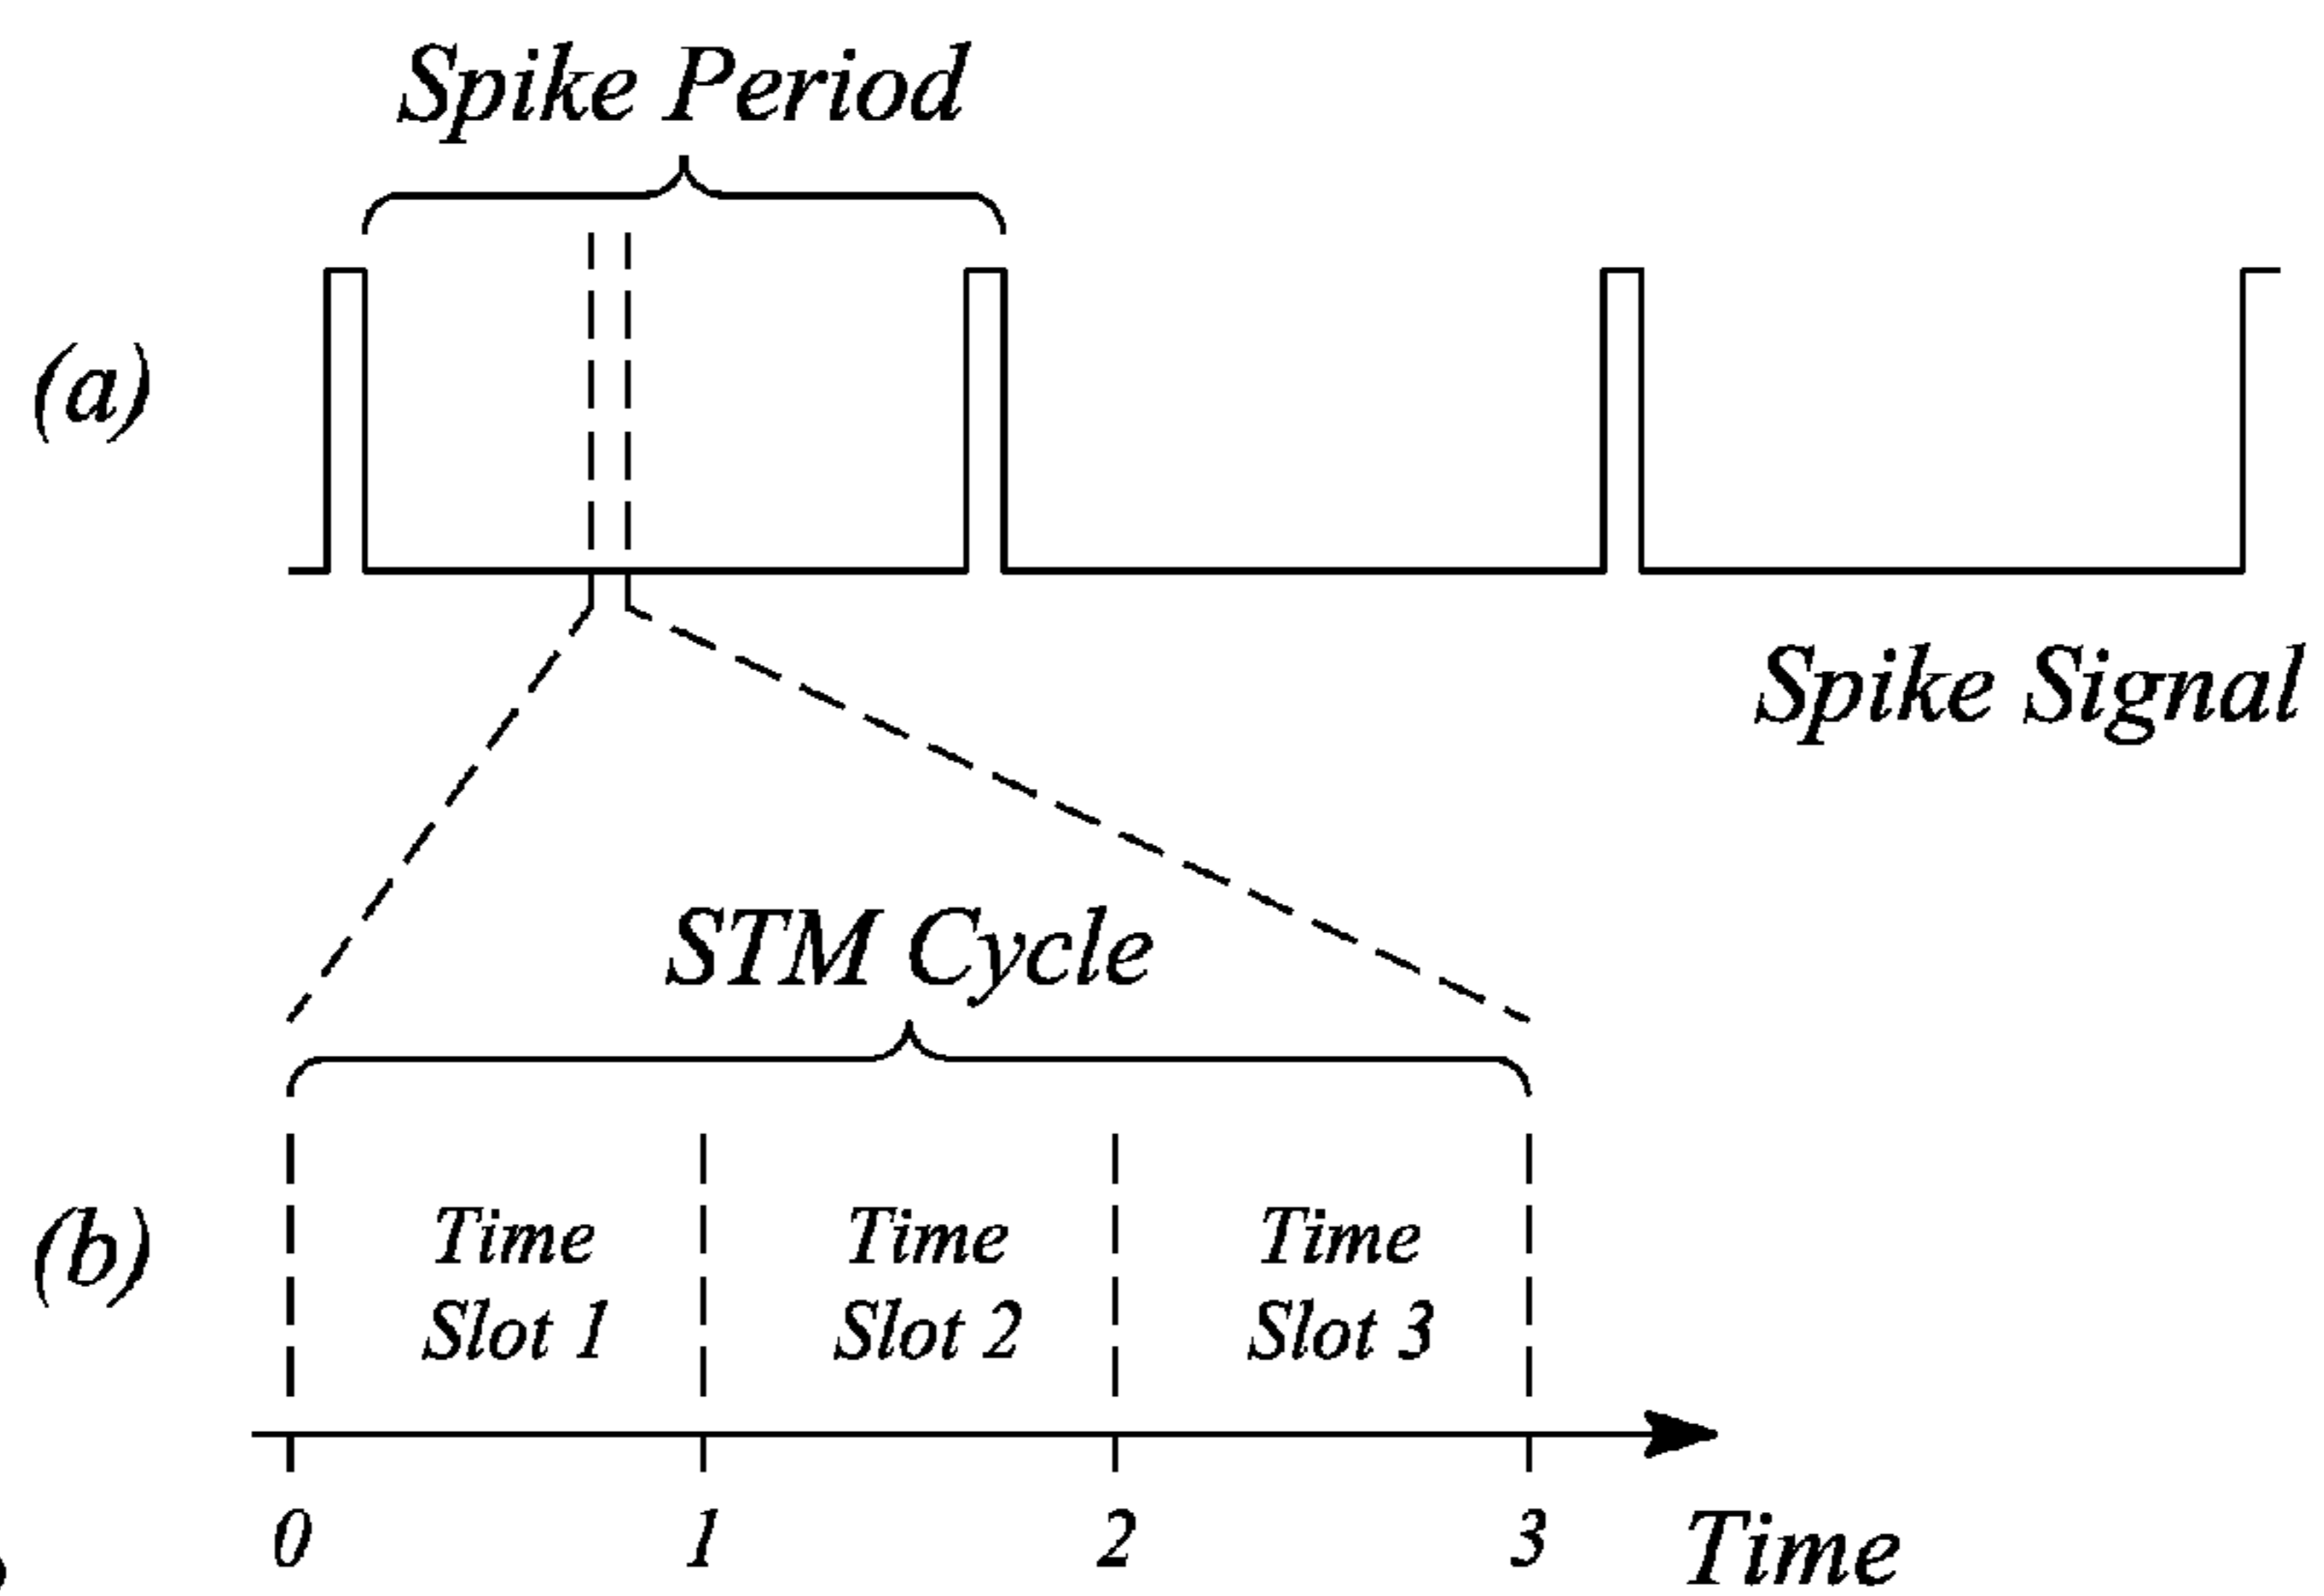 Spike Period
(a)
Spike Signal
STM Cycle
(b)
Time
Slot 1
Time
Slot 2
Time
Slot 3
0 1 2 3 Time